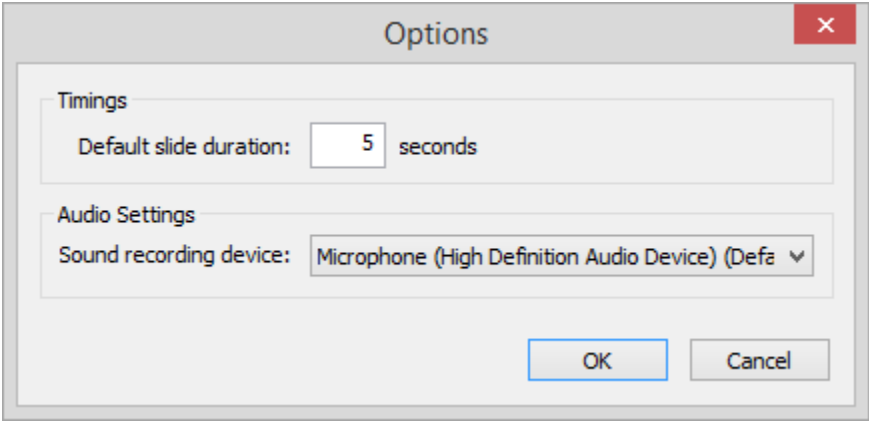 Options
Timings
Default slide duration: 5 seconds
Audio Settings
Sound recording device: Microphone (High Definition Audio Device) (Defa
OK Cancel